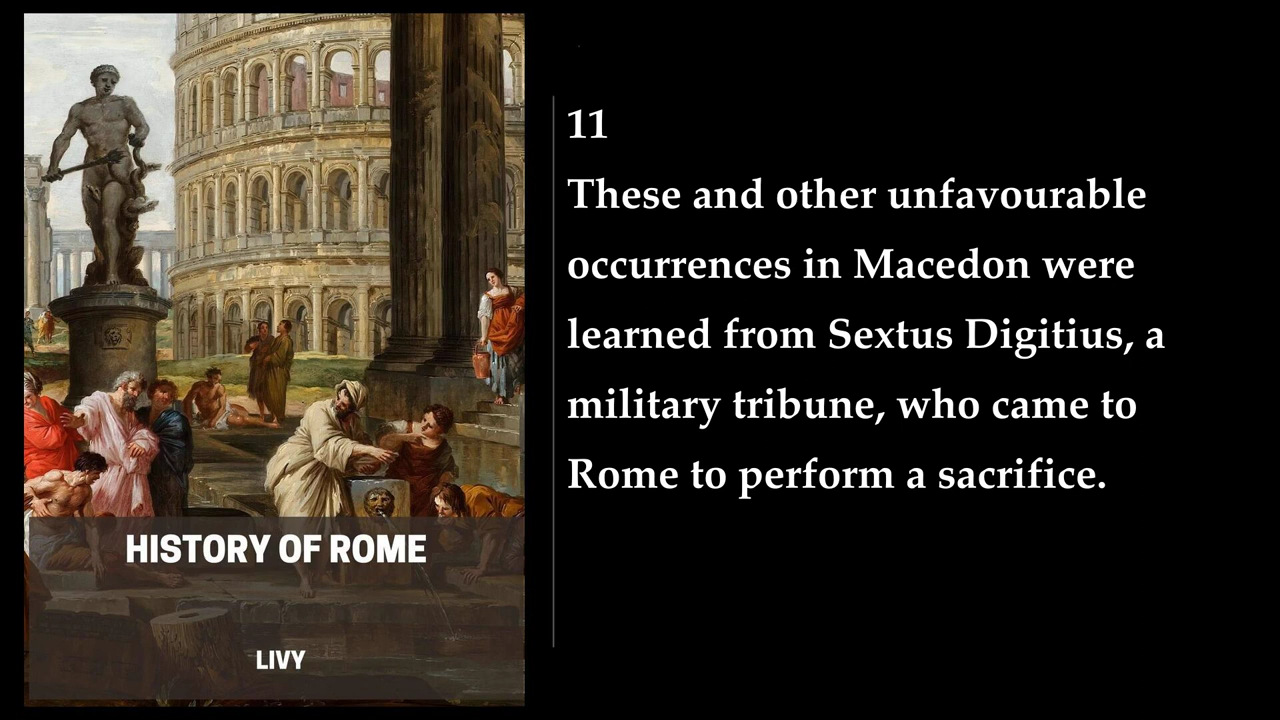 HISTORY OF ROME
LIVY
11
These and other unfavourable
occurrences in Macedon were
learned from Sextus Digitius, a
military tribune, who came to
Rome to perform a sacrifice.